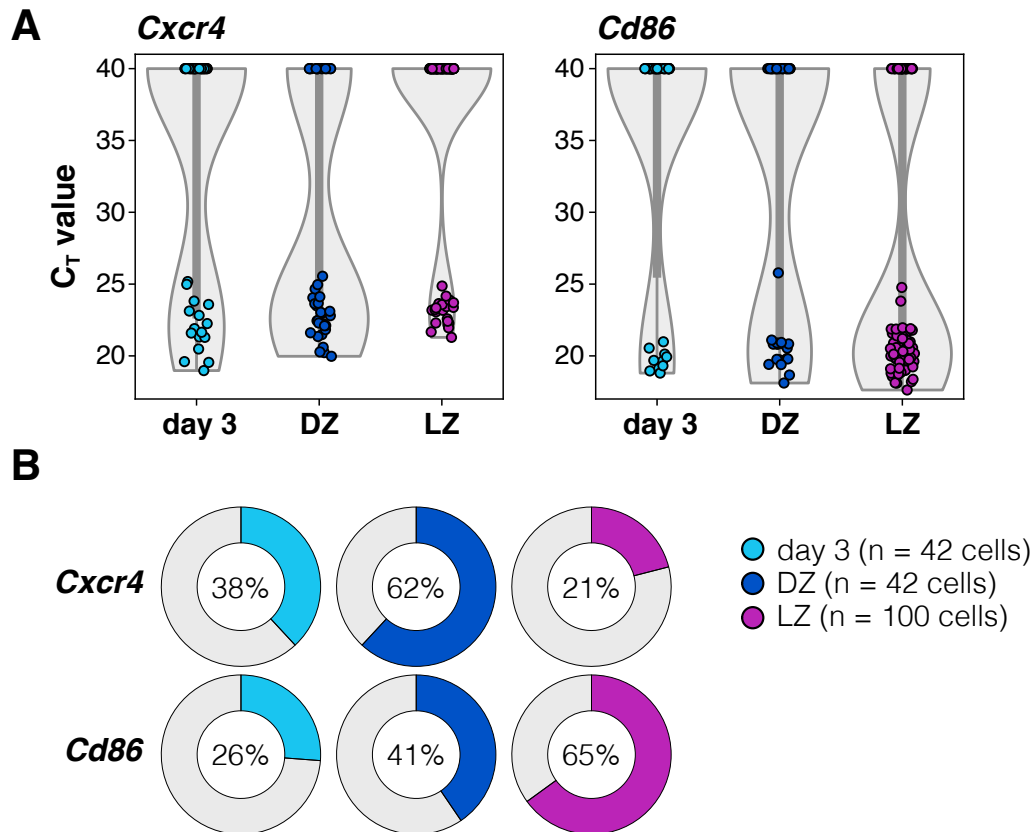 A
Cxcr4
Cd86
C_T value
40
35
30
25
20
day 3
DZ
LZ
40
35
30
25
20
day 3
DZ
LZ
B
Cxcr4
38%
62%
21%
Cd86
26%
41%
65%
day 3 (n = 42 cells)
DZ (n = 42 cells)
LZ (n = 100 cells)